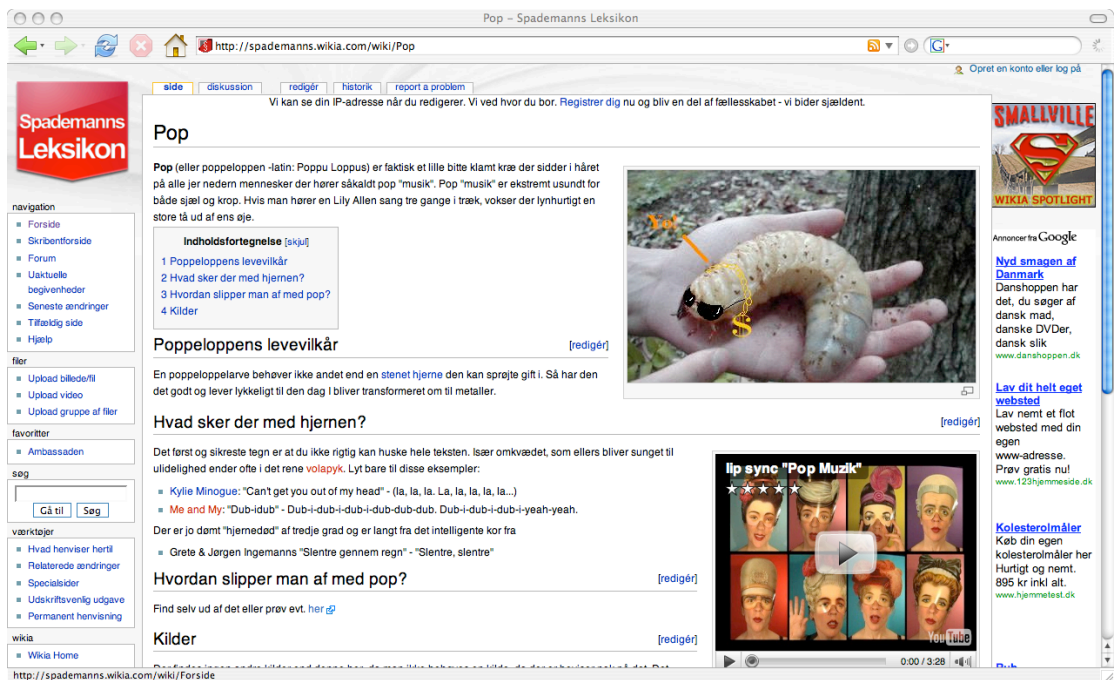 Pop – Spademanns Leksikon
http://spademanns.wikia.com/wiki/Pop
G
Opret en konto eller log på
side
diskussion
redigér
historik
report a problem
Vi kan se din IP-adresse når du redigerer. Vi ved hvor du bor. Registrer dig nu og bliv en del af fællesskabet - vi bider sjældent.
Spademanns
Leksikon
navigation
Forside
Skribentforside
Forum
Uaktuelle
begivenheder
Seneste ændringer
Tilfældig side
Hjælp
filer
Upload billede/fil
Upload video
Upload gruppe af filer
favoritter
Ambassaden
søg
Gå til
Søg
værktøjer
Hvad henviser hertil
Relaterede ændringer
Specialsider
Udskriftsvenlig udgave
Permanent henvisning
wikia
Wikia Home
Pop
Pop (eller poppeloppen -latin: Poppu Loppus) er faktisk et lille bitte klamt kræ der sidder i håret
på alle jer nedern mennesker der hører såkaldt pop "musik". Pop "musik" er ekstremt usundt for
både sjæl og krop. Hvis man hører en Lily Allen sang tre gange i træk, vokser der lynhurtigt en
store tå ud af ens øje.
Indholdsfortegnelse [skjul]
1 Poppeloppens levevilkår
2 Hvad sker der med hjernen?
3 Hvordan slipper man af med pop?
4 Kilder
Yo!
$
Poppeloppens levevilkår
[redigér]
En poppeloppelarve behøver ikke andet end en stenet hjerne den kan sprøjte gift i. Så har den
det godt og lever lykkeligt til den dag I bliver transformeret om til metaller.
Hvad sker der med hjernen?
[redigér]
Det først og sikreste tegn er at du ikke rigtig kan huske hele teksten. Især omkvædet, som ellers bliver sunget til
ulidelighed ender ofte i det rene volapyk. Lyt bare til disse eksempler:
Kylie Minogue: "Can't get you out of my head" - (la, la, la. La, la, la, la, la...)
Me and My: "Dub-idub" - Dub-i-dub-i-dub-i-dub-dub-dub. Dub-i-dub-i-dub-i-yeah-yeah.
Der er jo dømt "hjernedød" af tredje grad og er langt fra det intelligente kor fra
Grete & Jørgen Ingemanns "Slentre gennem regn" - "Slentre, slentre"
lip sync "Pop Muzik"
You Tube
0:00 / 3:28
Hvordan slipper man af med pop?
[redigér]
Find selv ud af det eller prøv evt. her
Kilder
[redigér]
SMALLVILLE
WIKIA SPOTLIGHT
Annoncer fra Google
Nyd smagen af
Danmark
Danshoppen har
det, du søger af
dansk mad,
danske DVDer,
dansk slik
www.danshoppen.dk
Lav dit helt eget
websted
Lav nemt et flot
websted med din
egen
www-adresse.
Prøv gratis nu!
www.123hjemmeside.dk
Kolesterolmåler
Køb din egen
kolesterolmåler her
Hurtigt og nemt.
895 kr inkl alt.
www.hjemmetest.dk
http://spademanns.wikia.com/wiki/Forside